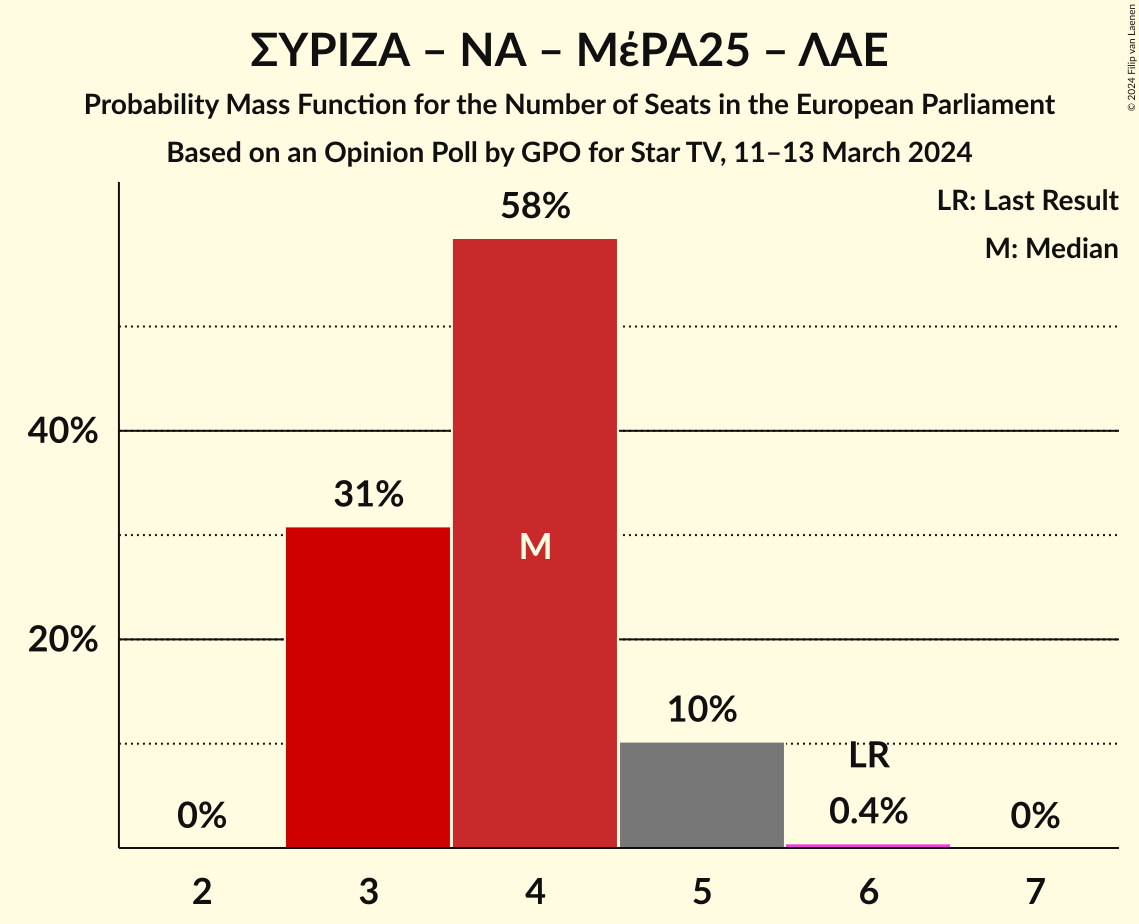 ΣΥΡΙΖΑ – ΝΑ – ΜέΡΑ25 – ΛΑΕ
Probability Mass Function for the Number of Seats in the European Parliament
Based on an Opinion Poll by GPO for Star TV, 11–13 March 2024
© 2024 Filip van Laenen
LR: Last Result
M: Median
58%
40%
31%
M
20%
10%
LR
0%
0.4%
0%
2 3 4 5 6 7